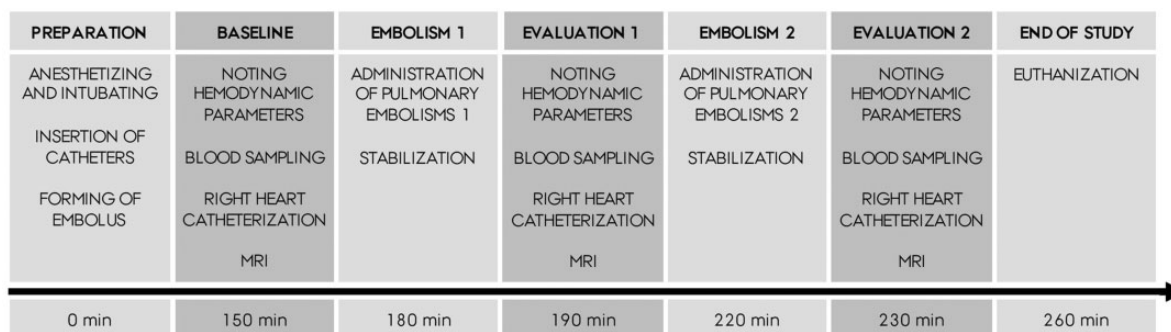 PREPARATION
BASELINE
EMBOLISM 1
EVALUATION 1
EMBOLISM 2
EVALUATION 2
END OF STUDY
ANESTHETIZING
AND INTUBATING
INSERTION OF
CATHETERS
FORMING OF
EMBOLUS
NOTING
HEMODYNAMIC
PARAMETERS
BLOOD SAMPLING
RIGHT HEART
CATHETERIZATION
MRI
ADMINISTRATION
OF PULMONARY
EMBOLISMS 1
STABILIZATION
NOTING
HEMODYNAMIC
PARAMETERS
BLOOD SAMPLING
RIGHT HEART
CATHETERIZATION
MRI
ADMINISTRATION
OF PULMONARY
EMBOLISMS 2
STABILIZATION
NOTING
HEMODYNAMIC
PARAMETERS
BLOOD SAMPLING
RIGHT HEART
CATHETERIZATION
MRI
EUTHANIZATION
0 min
150 min
180 min
190 min
220 min
230 min
260 min